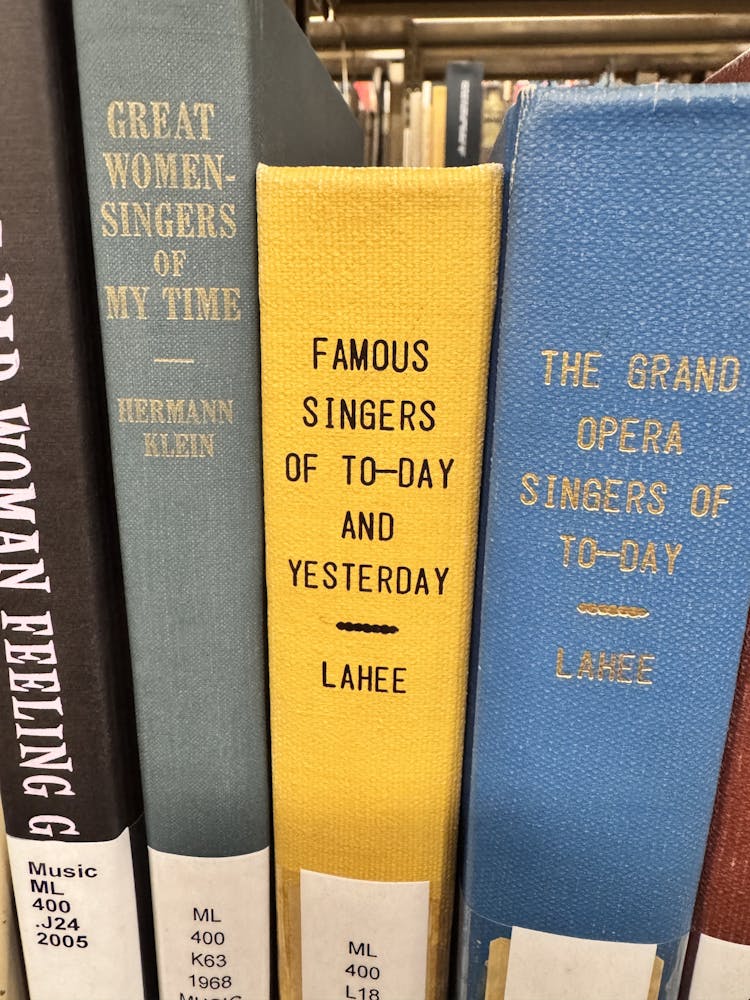 WOMAN FEELING G
Music
ML
400
.J24
2005
GREAT
WOMEN-
SINGERS
OF
MY TIME
HERMANN
KLEIN
ML
400
K63
1968
MUSIC
FAMOUS
SINGERS
OF TO-DAY
AND
YESTERDAY
LAHEE
ML
400
L18
THE GRAND
OPERA
SINGERS OF
TO-DAY
LAHEE